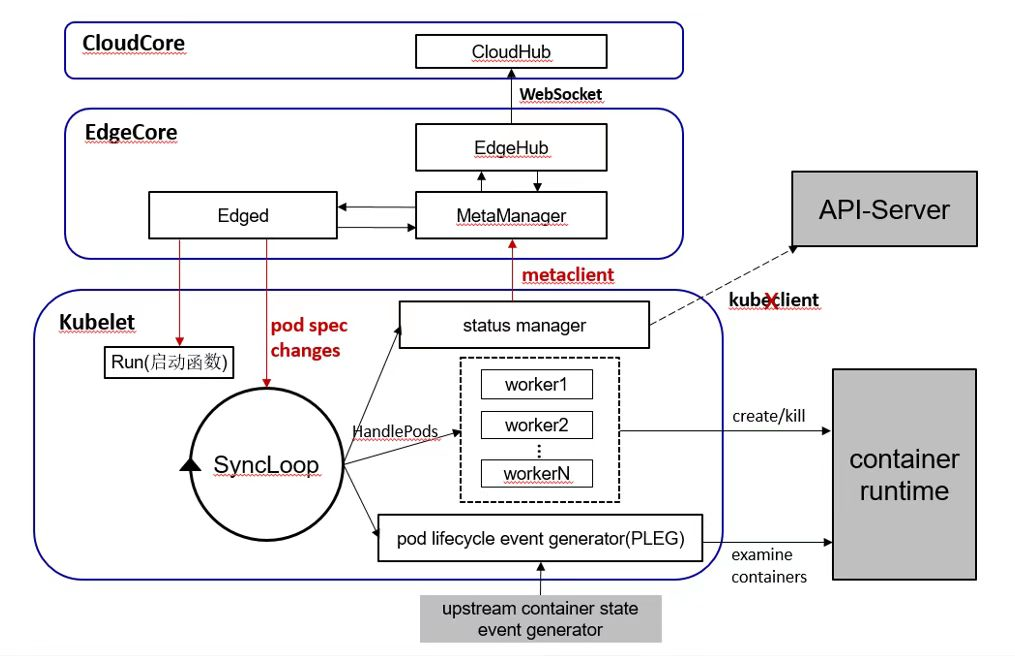 CloudCore
CloudHub
WebSocket
EdgeCore
EdgeHub
Edged
MetaManager
API-Server
metaclient
kubeclient
Kubelet
status manager
pod spec
changes
Run(启动函数)
worker1
worker2
workerN
HandlePods
create/kill
SyncLoop
container
runtime
pod lifecycle event generator(PLEG)
examine
containers
upstream container state
event generator